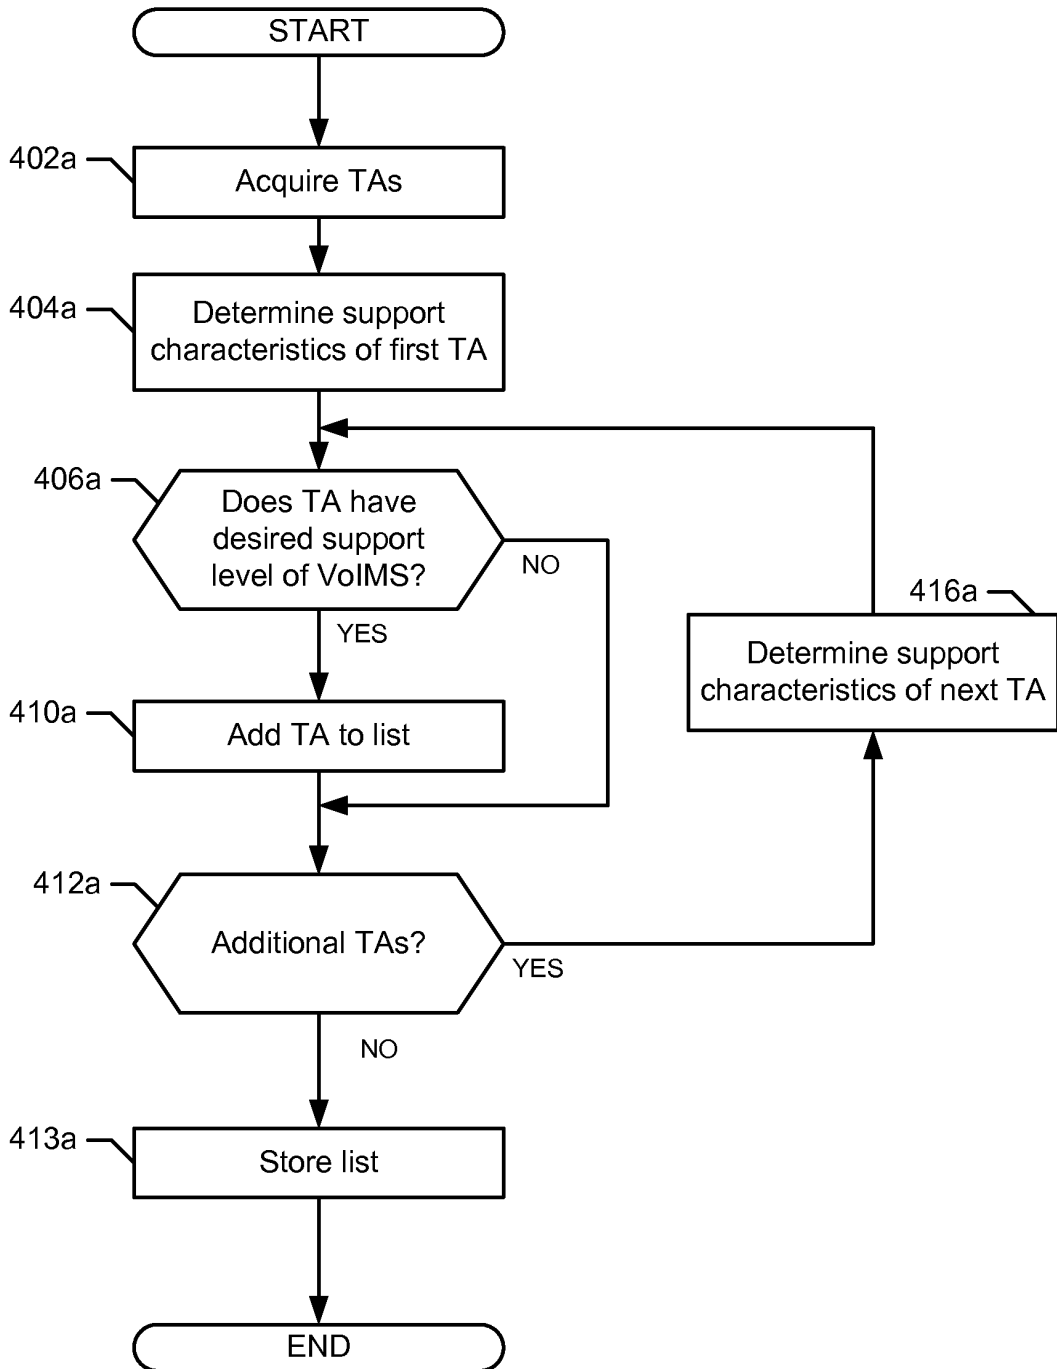 START
402a
Acquire TAs
404a
Determine support
characteristics of first TA
406a
Does TA have
desired support
level of VoIMS?
NO
YES
416a
Determine support
characteristics of next TA
410a
Add TA to list
412a
Additional TAs?
YES
NO
413a
Store list
END